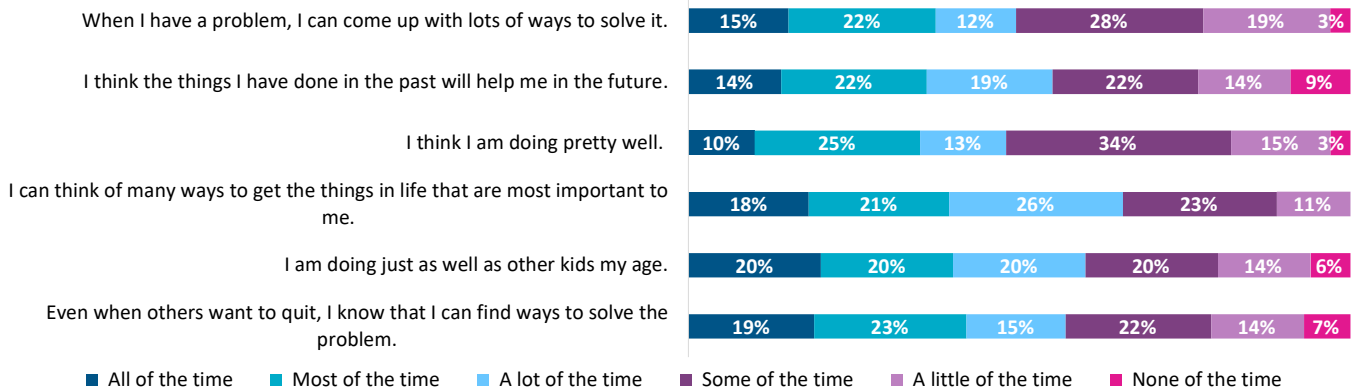 When I have a problem, I can come up with lots of ways to solve it.
15% 22% 12% 28% 19% 3%
I think the things I have done in the past will help me in the future.
14% 22% 19% 22% 14% 9%
I think I am doing pretty well.
10% 25% 13% 34% 15% 3%
I can think of many ways to get the things in life that are most important to
me.
18% 21% 26% 23% 11%
I am doing just as well as other kids my age.
20% 20% 20% 20% 14% 6%
Even when others want to quit, I know that I can find ways to solve the
problem.
19% 23% 15% 22% 14% 7%
All of the time Most of the time A lot of the time Some of the time A little of the time None of the time